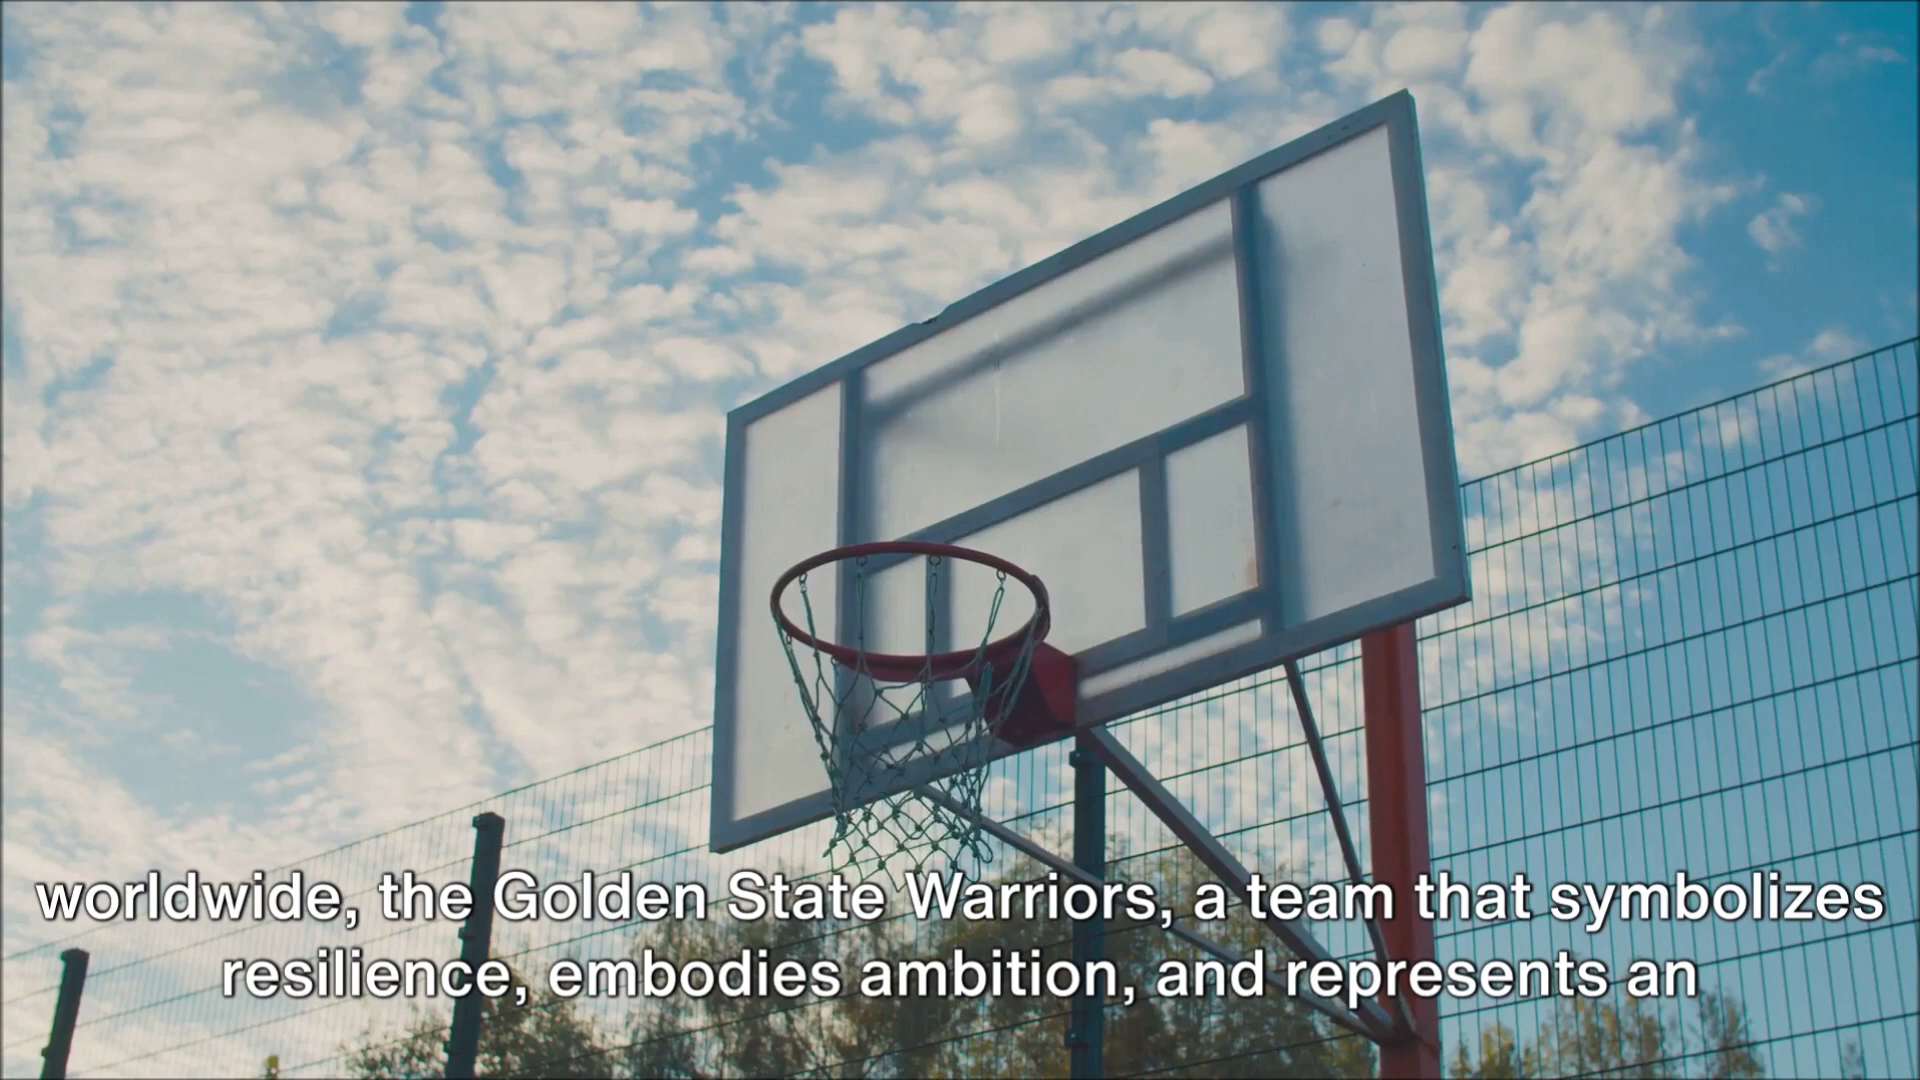 worldwide, the Golden State Warriors, a team that symbolizes
resilience, embodies ambition, and represents an